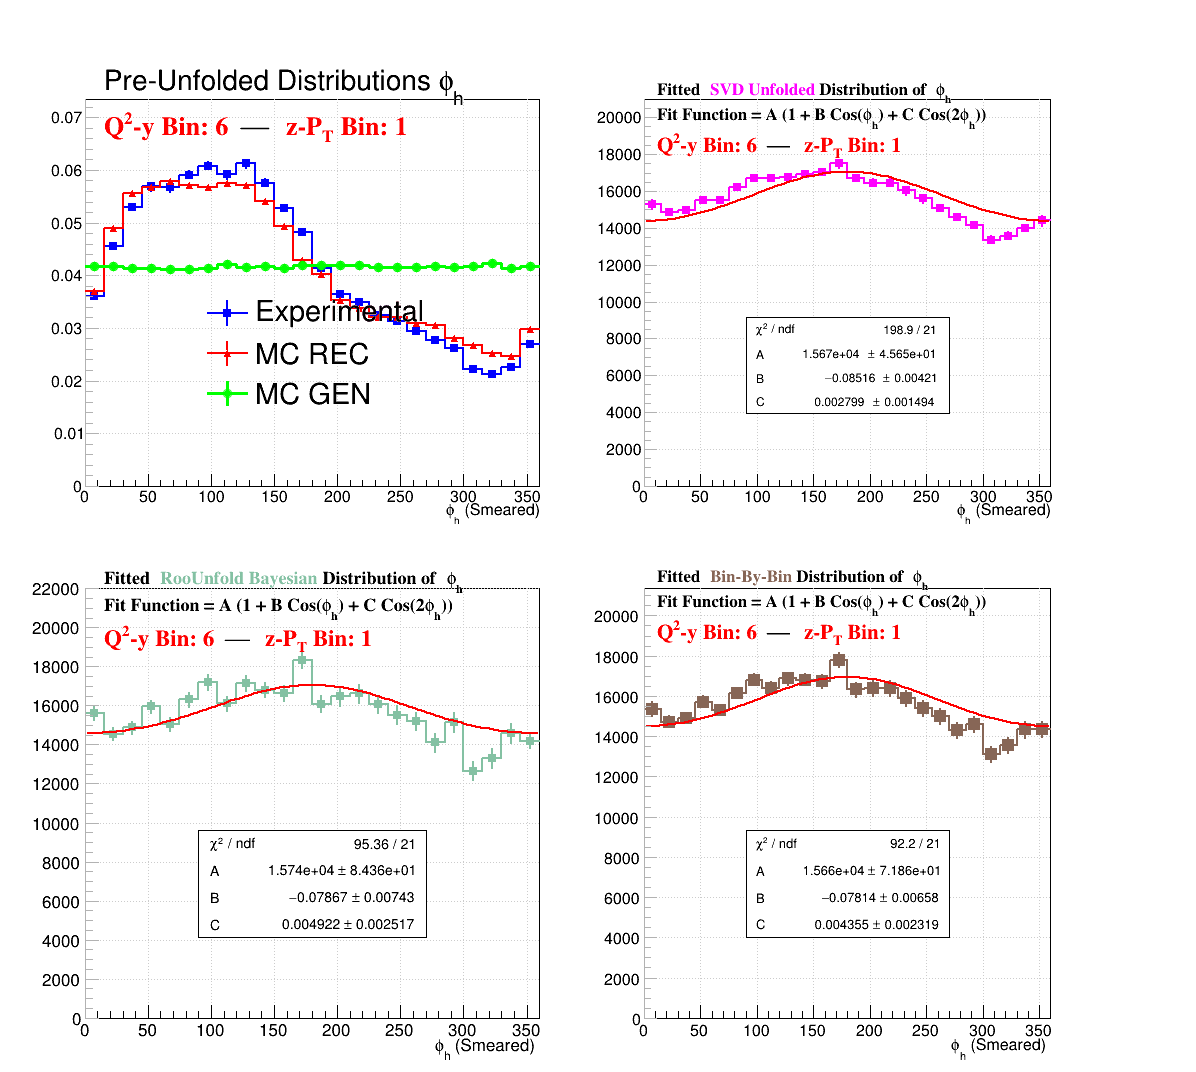 Pre-Unfolded Distributions ϕh
Q²-y Bin: 6 — z-PT Bin: 1
0.07
0.06
0.05
0.04
0.03
0.02
0.01
0
Experimental
MC REC
MC GEN
0 50 100 150 200 250 300 350
ϕh (Smeared)
Fitted SVD Unfolded Distribution of ϕh
Fit Function = A (1 + B Cos(ϕh) + C Cos(2ϕh))
Q²-y Bin: 6 — z-PT Bin: 1
20000
18000
16000
14000
12000
10000
8000
6000
4000
2000
0
χ² / ndf 198.9 / 21
A 1.567e+04 ± 4.565e+01
B −0.08516 ± 0.00421
C 0.002799 ± 0.001494
0 50 100 150 200 250 300 350
ϕh (Smeared)
Fitted RooUnfold Bayesian Distribution of ϕh
Fit Function = A (1 + B Cos(ϕh) + C Cos(2ϕh))
Q²-y Bin: 6 — z-PT Bin: 1
22000
20000
18000
16000
14000
12000
10000
8000
6000
4000
2000
0
χ² / ndf 95.36 / 21
A 1.574e+04 ± 8.436e+01
B −0.07867 ± 0.00743
C 0.004922 ± 0.002517
0 50 100 150 200 250 300 350
ϕh (Smeared)
Fitted Bin-By-Bin Distribution of ϕh
Fit Function = A (1 + B Cos(ϕh) + C Cos(2ϕh))
Q²-y Bin: 6 — z-PT Bin: 1
20000
18000
16000
14000
12000
10000
8000
6000
4000
2000
0
χ² / ndf 92.2 / 21
A 1.566e+04 ± 7.186e+01
B −0.07814 ± 0.00658
C 0.004355 ± 0.002319
0 50 100 150 200 250 300 350
ϕh (Smeared)